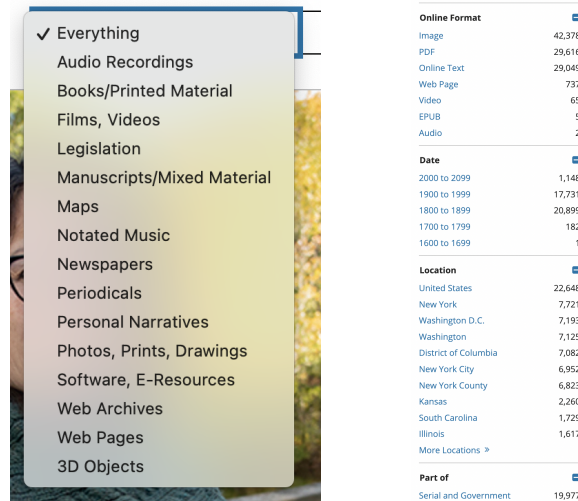 ✓ Everything
Audio Recordings
Books/Printed Material
Films, Videos
Legislation
Manuscripts/Mixed Material
Maps
Notated Music
Newspapers
Periodicals
Personal Narratives
Photos, Prints, Drawings
Software, E-Resources
Web Archives
Web Pages
3D Objects
Online Format
Image 42,378
PDF 29,616
Online Text 29,049
Web Page 737
Video 65
EPUB 5
Audio 2
Date
2000 to 2099 1,148
1900 to 1999 17,731
1800 to 1899 20,899
1700 to 1799 182
1600 to 1699 1
Location
United States 22,648
New York 7,721
Washington D.C. 7,193
Washington 7,125
District of Columbia 7,082
New York City 6,952
New York County 6,823
Kansas 2,260
South Carolina 1,729
Illinois 1,617
More Locations »
Part of
Serial and Government 19,977